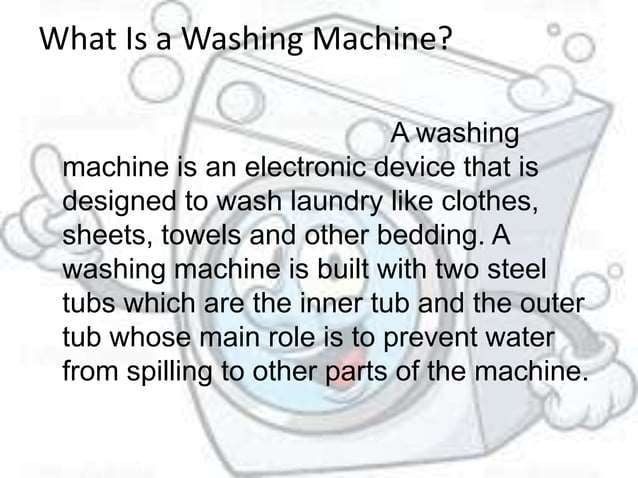 What Is a Washing Machine?
A washing
machine is an electronic device that is
designed to wash laundry like clothes,
sheets, towels and other bedding. A
washing machine is built with two steel
tubs which are the inner tub and the outer
tub whose main role is to prevent water
from spilling to other parts of the machine.